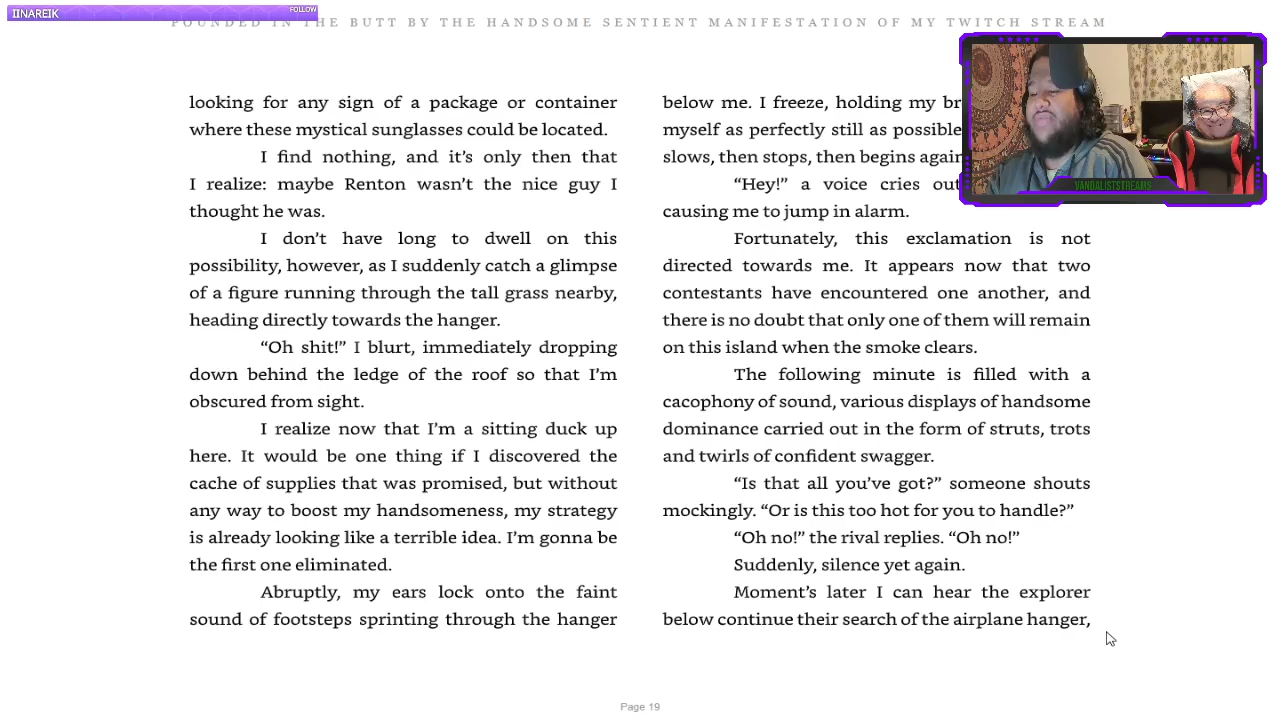 IINAREIK
FOLLOW
POUNDED IN THE BUTT BY THE HANDSOME SENTIENT MANIFESTATION OF MY TWITCH STREAM
looking for any sign of a package or container
where these mystical sunglasses could be located.
I find nothing, and it’s only then that
I realize: maybe Renton wasn’t the nice guy I
thought he was.
I don’t have long to dwell on this
possibility, however, as I suddenly catch a glimpse
of a figure running through the tall grass nearby,
heading directly towards the hanger.
“Oh shit!” I blurt, immediately dropping
down behind the ledge of the roof so that I’m
obscured from sight.
I realize now that I’m a sitting duck up
here. It would be one thing if I discovered the
cache of supplies that was promised, but without
any way to boost my handsomeness, my strategy
is already looking like a terrible idea. I’m gonna be
the first one eliminated.
Abruptly, my ears lock onto the faint
sound of footsteps sprinting through the hanger
below me. I freeze, holding my
myself as perfectly still as possible
slows, then stops, then begins again
“Hey!” a voice cries out
causing me to jump in alarm.
Fortunately, this exclamation is not
directed towards me. It appears now that two
contestants have encountered one another, and
there is no doubt that only one of them will remain
on this island when the smoke clears.
The following minute is filled with a
cacophony of sound, various displays of handsome
dominance carried out in the form of struts, trots
and twirls of confident swagger.
“Is that all you’ve got?” someone shouts
mockingly. “Or is this too hot for you to handle?”
“Oh no!” the rival replies. “Oh no!”
Suddenly, silence yet again.
Moment’s later I can hear the explorer
below continue their search of the airplane hanger,
VANDALISTSTREAMS
Page 19